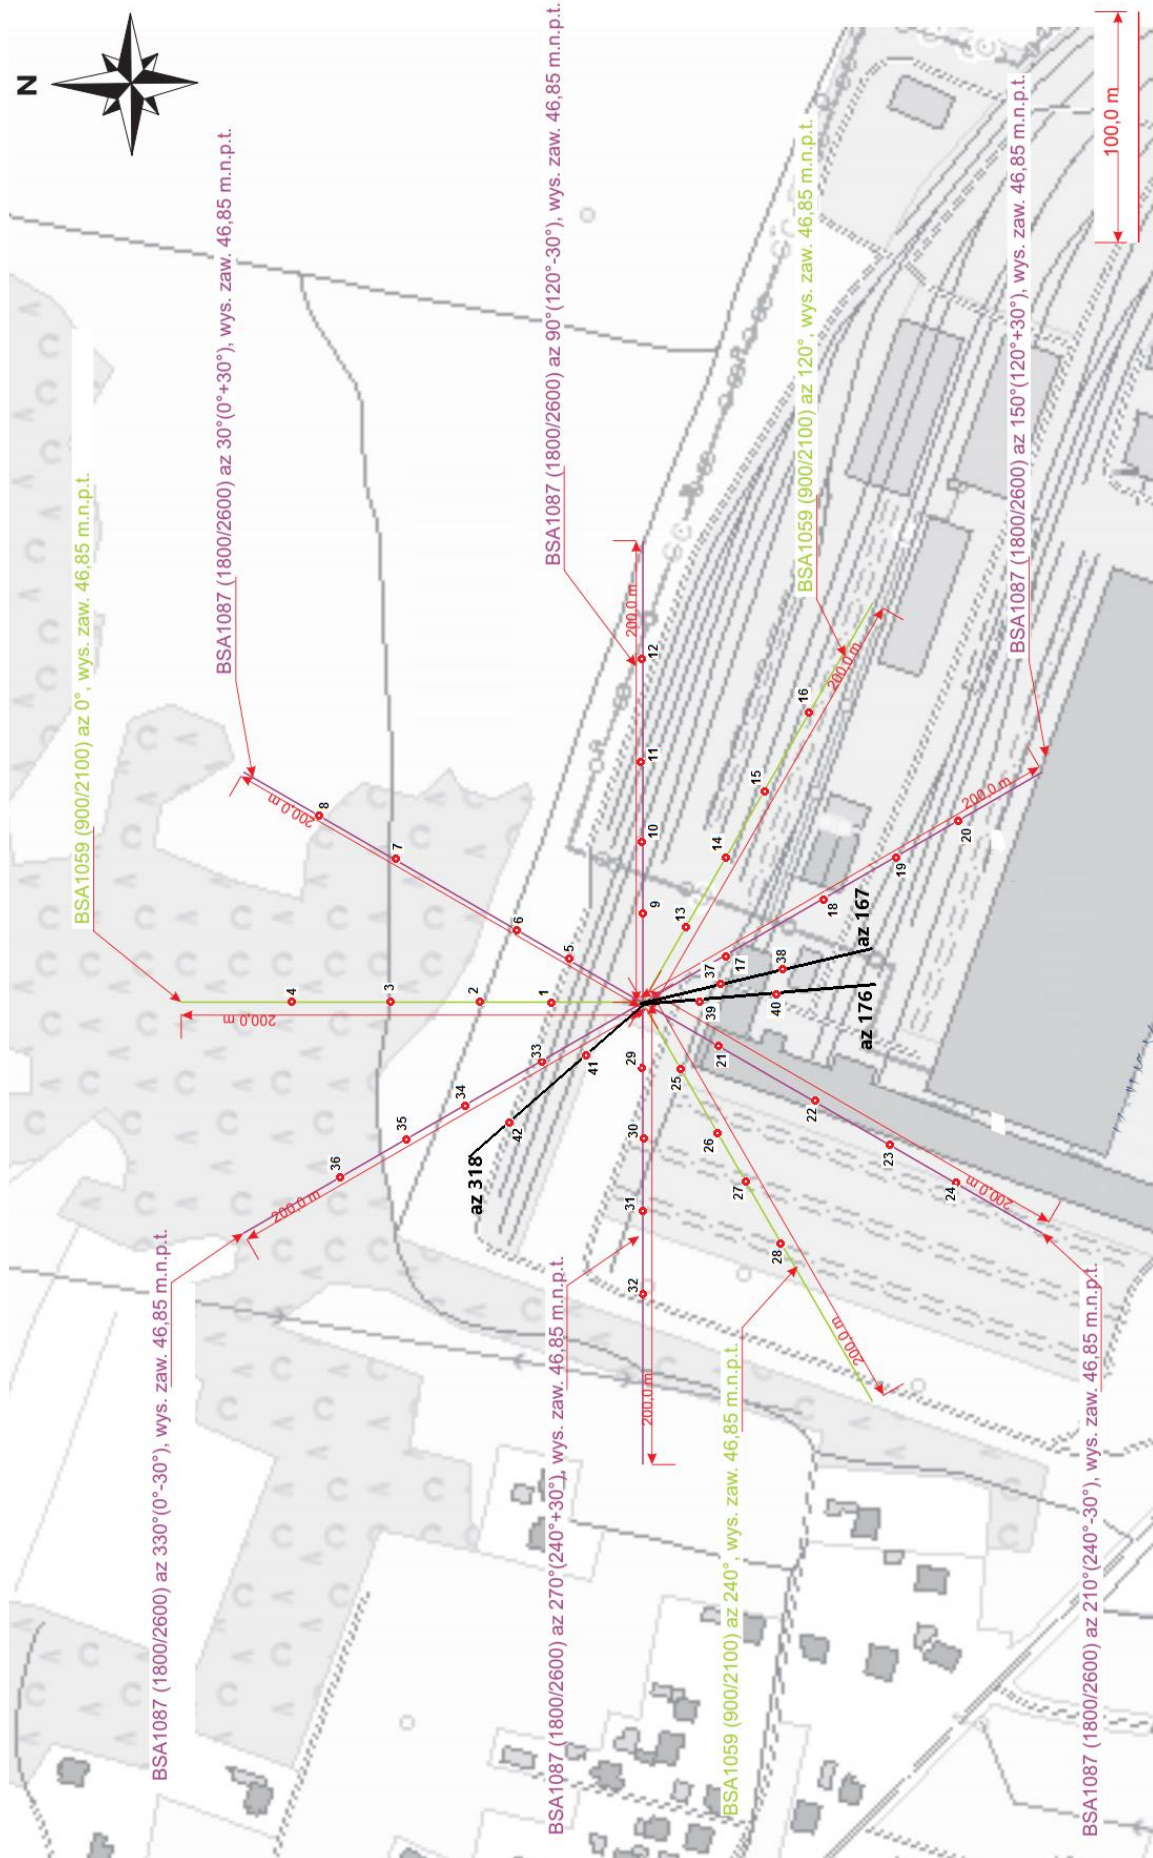 N
BSA1059 (900/2100) az 0°, wys. zaw. 46,85 m.n.p.t.
BSA1087 (1800/2600) az 30°(0°+30°), wys. zaw. 46,85 m.n.p.t.
BSA1087 (1800/2600) az 90°(120°-30°), wys. zaw. 46,85 m.n.p.t.
BSA1059 (900/2100) az 120°, wys. zaw. 46,85 m.n.p.t.
BSA1087 (1800/2600) az 150°(120°+30°), wys. zaw. 46,85 m.n.p.t.
100,0 m
BSA1087 (1800/2600) az 330°(0°-30°), wys. zaw. 46,85 m.n.p.t.
BSA1087 (1800/2600) az 270°(240°+30°), wys. zaw. 46,85 m.n.p.t.
BSA1059 (900/2100) az 240°, wys. zaw. 46,85 m.n.p.t.
BSA1087 (1800/2600) az 210°(240°-30°), wys. zaw. 46,85 m.n.p.t.
200,0 m
200,0 m
200,0 m
200,0 m
200,0 m
200,0 m
200,0 m
200,0 m
200,0 m
az 318
az 167
az 176
1
2
3
4
5
6
7
8
9
10
11
12
13
14
15
16
17
18
19
20
21
22
23
24
25
26
27
28
29
30
31
32
33
34
35
36
37
38
39
40
41
42